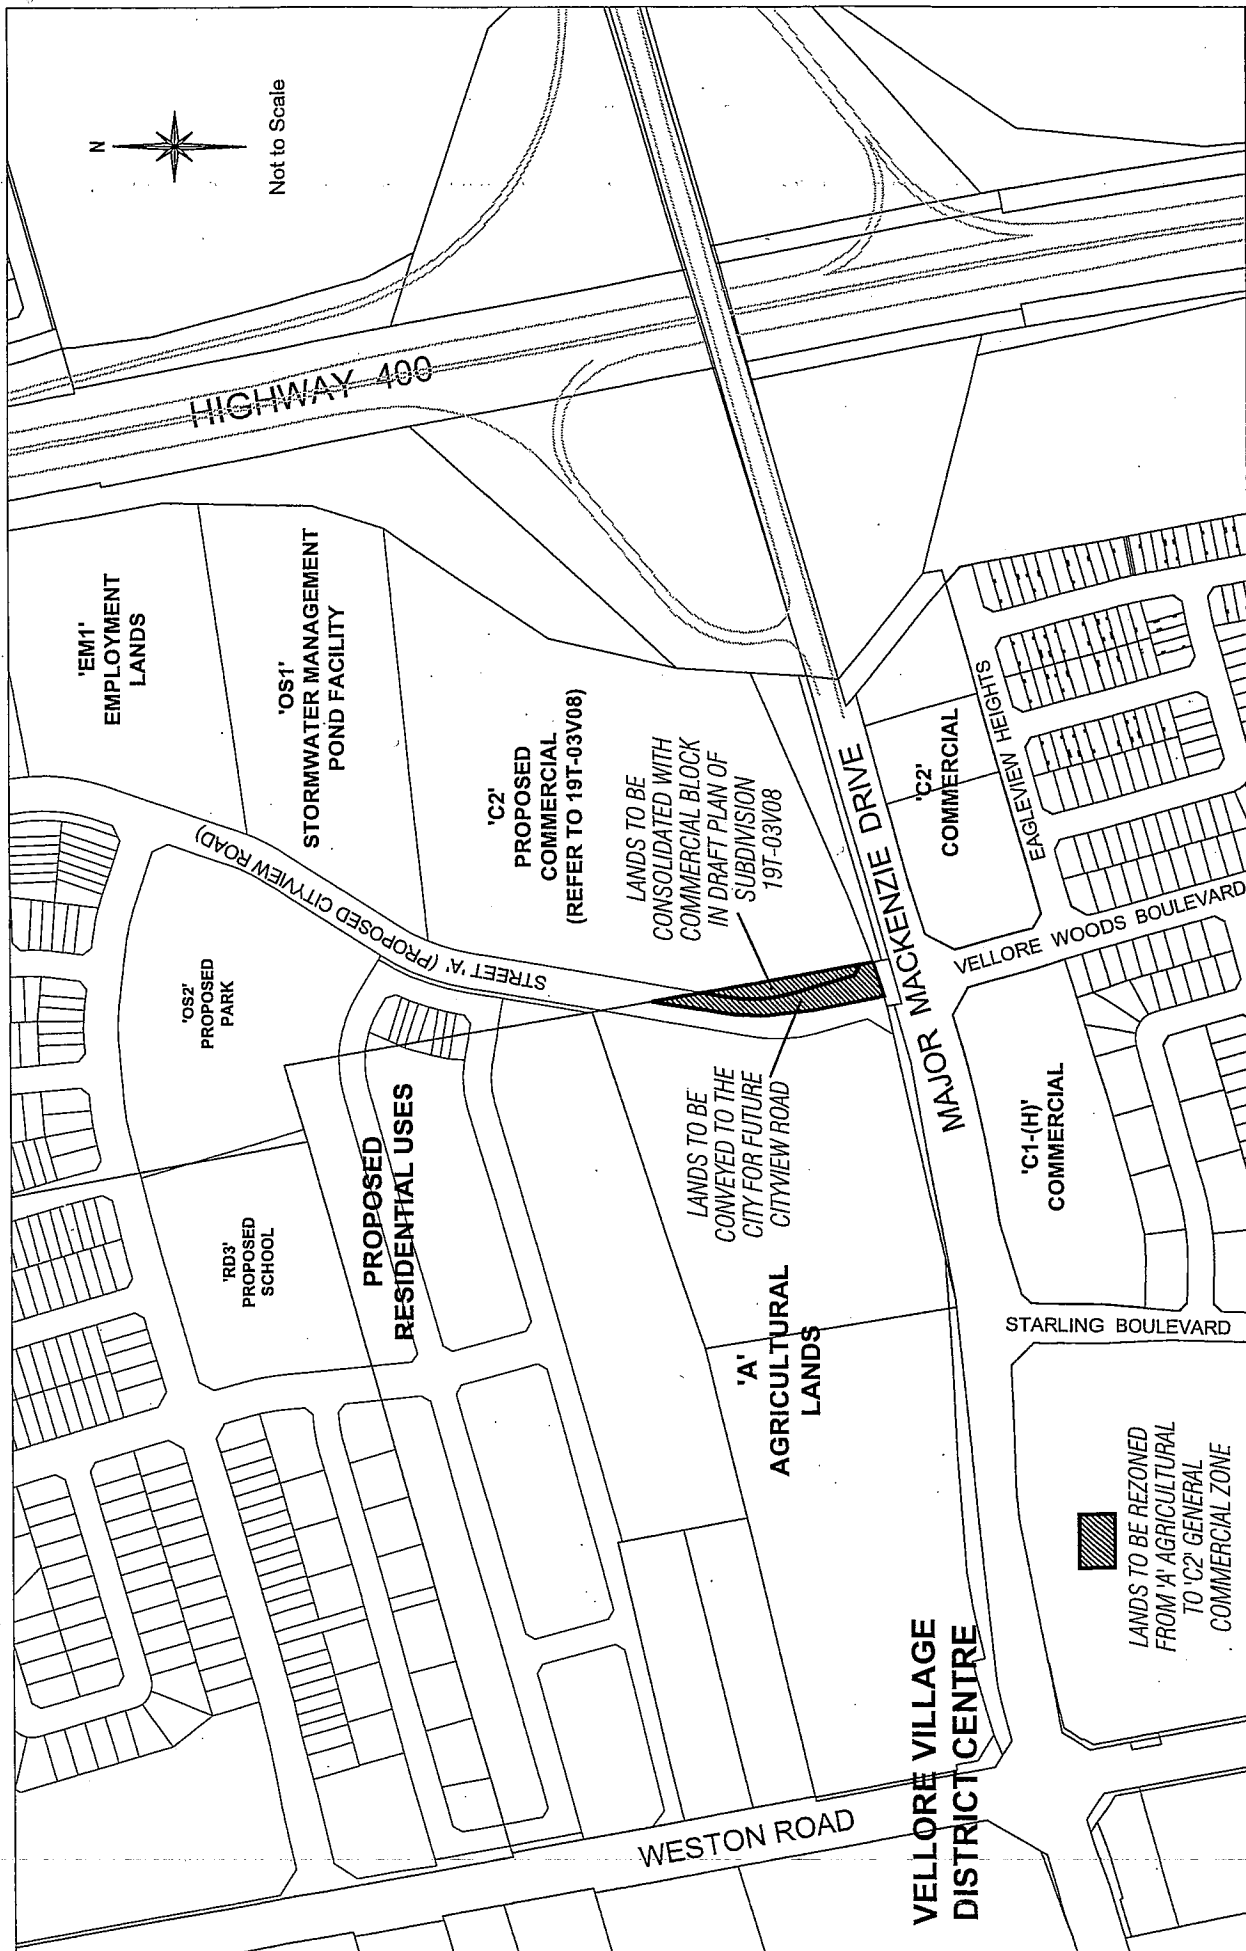 N
Not to Scale
HIGHWAY 400
'EM1'
EMPLOYMENT
LANDS
'OS1'
STORMWATER MANAGEMENT
POND FACILITY
'C2'
PROPOSED
COMMERCIAL
(REFER TO 19T-03V08)
LANDS TO BE
CONSOLIDATED WITH
COMMERCIAL BLOCK
IN DRAFT PLAN OF
SUBDIVISION
19T-03V08
STREET 'A' (PROPOSED CITYVIEW ROAD)
'OS2'
PROPOSED
PARK
'RD3'
PROPOSED
SCHOOL
PROPOSED
RESIDENTIAL USES
LANDS TO BE
CONVEYED TO THE
CITY FOR FUTURE
CITYVIEW ROAD
'A'
AGRICULTURAL
LANDS
MAJOR MACKENZIE DRIVE
'C2'
COMMERCIAL
EAGLEVIEW HEIGHTS
VELLORE WOODS BOULEVARD
'C1-(H)'
COMMERCIAL
STARLING BOULEVARD
WESTON ROAD
VELLORE VILLAGE
DISTRICT CENTRE
LANDS TO BE REZONED
FROM 'A' AGRICULTURAL
TO 'C2' GENERAL
COMMERCIAL ZONE